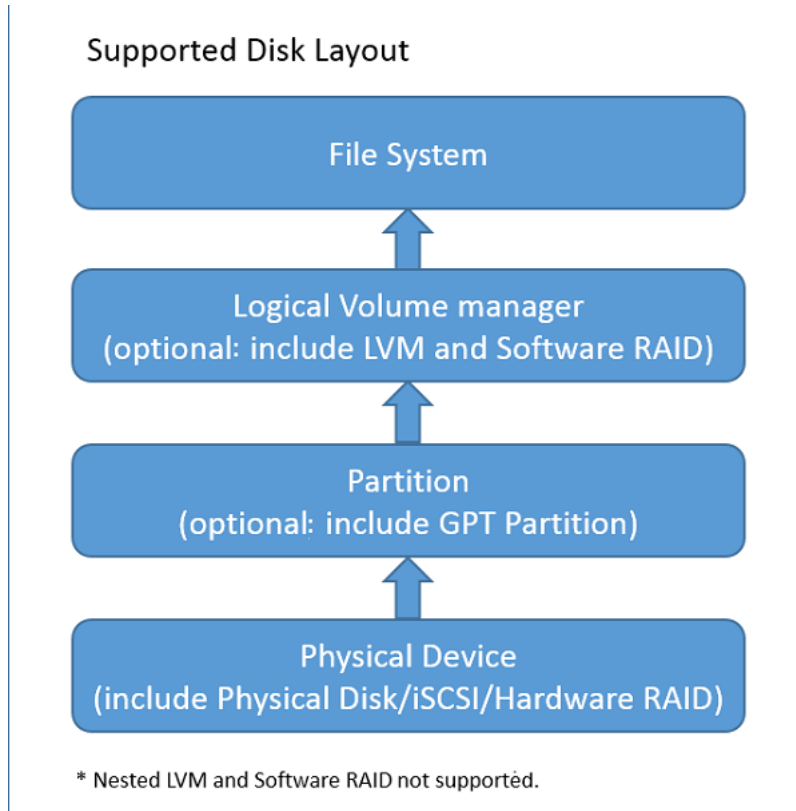 Supported Disk Layout
File System
Logical Volume manager
(optional: include LVM and Software RAID)
Partition
(optional: include GPT Partition)
Physical Device
(include Physical Disk/iSCSI/Hardware RAID)
* Nested LVM and Software RAID not supported.